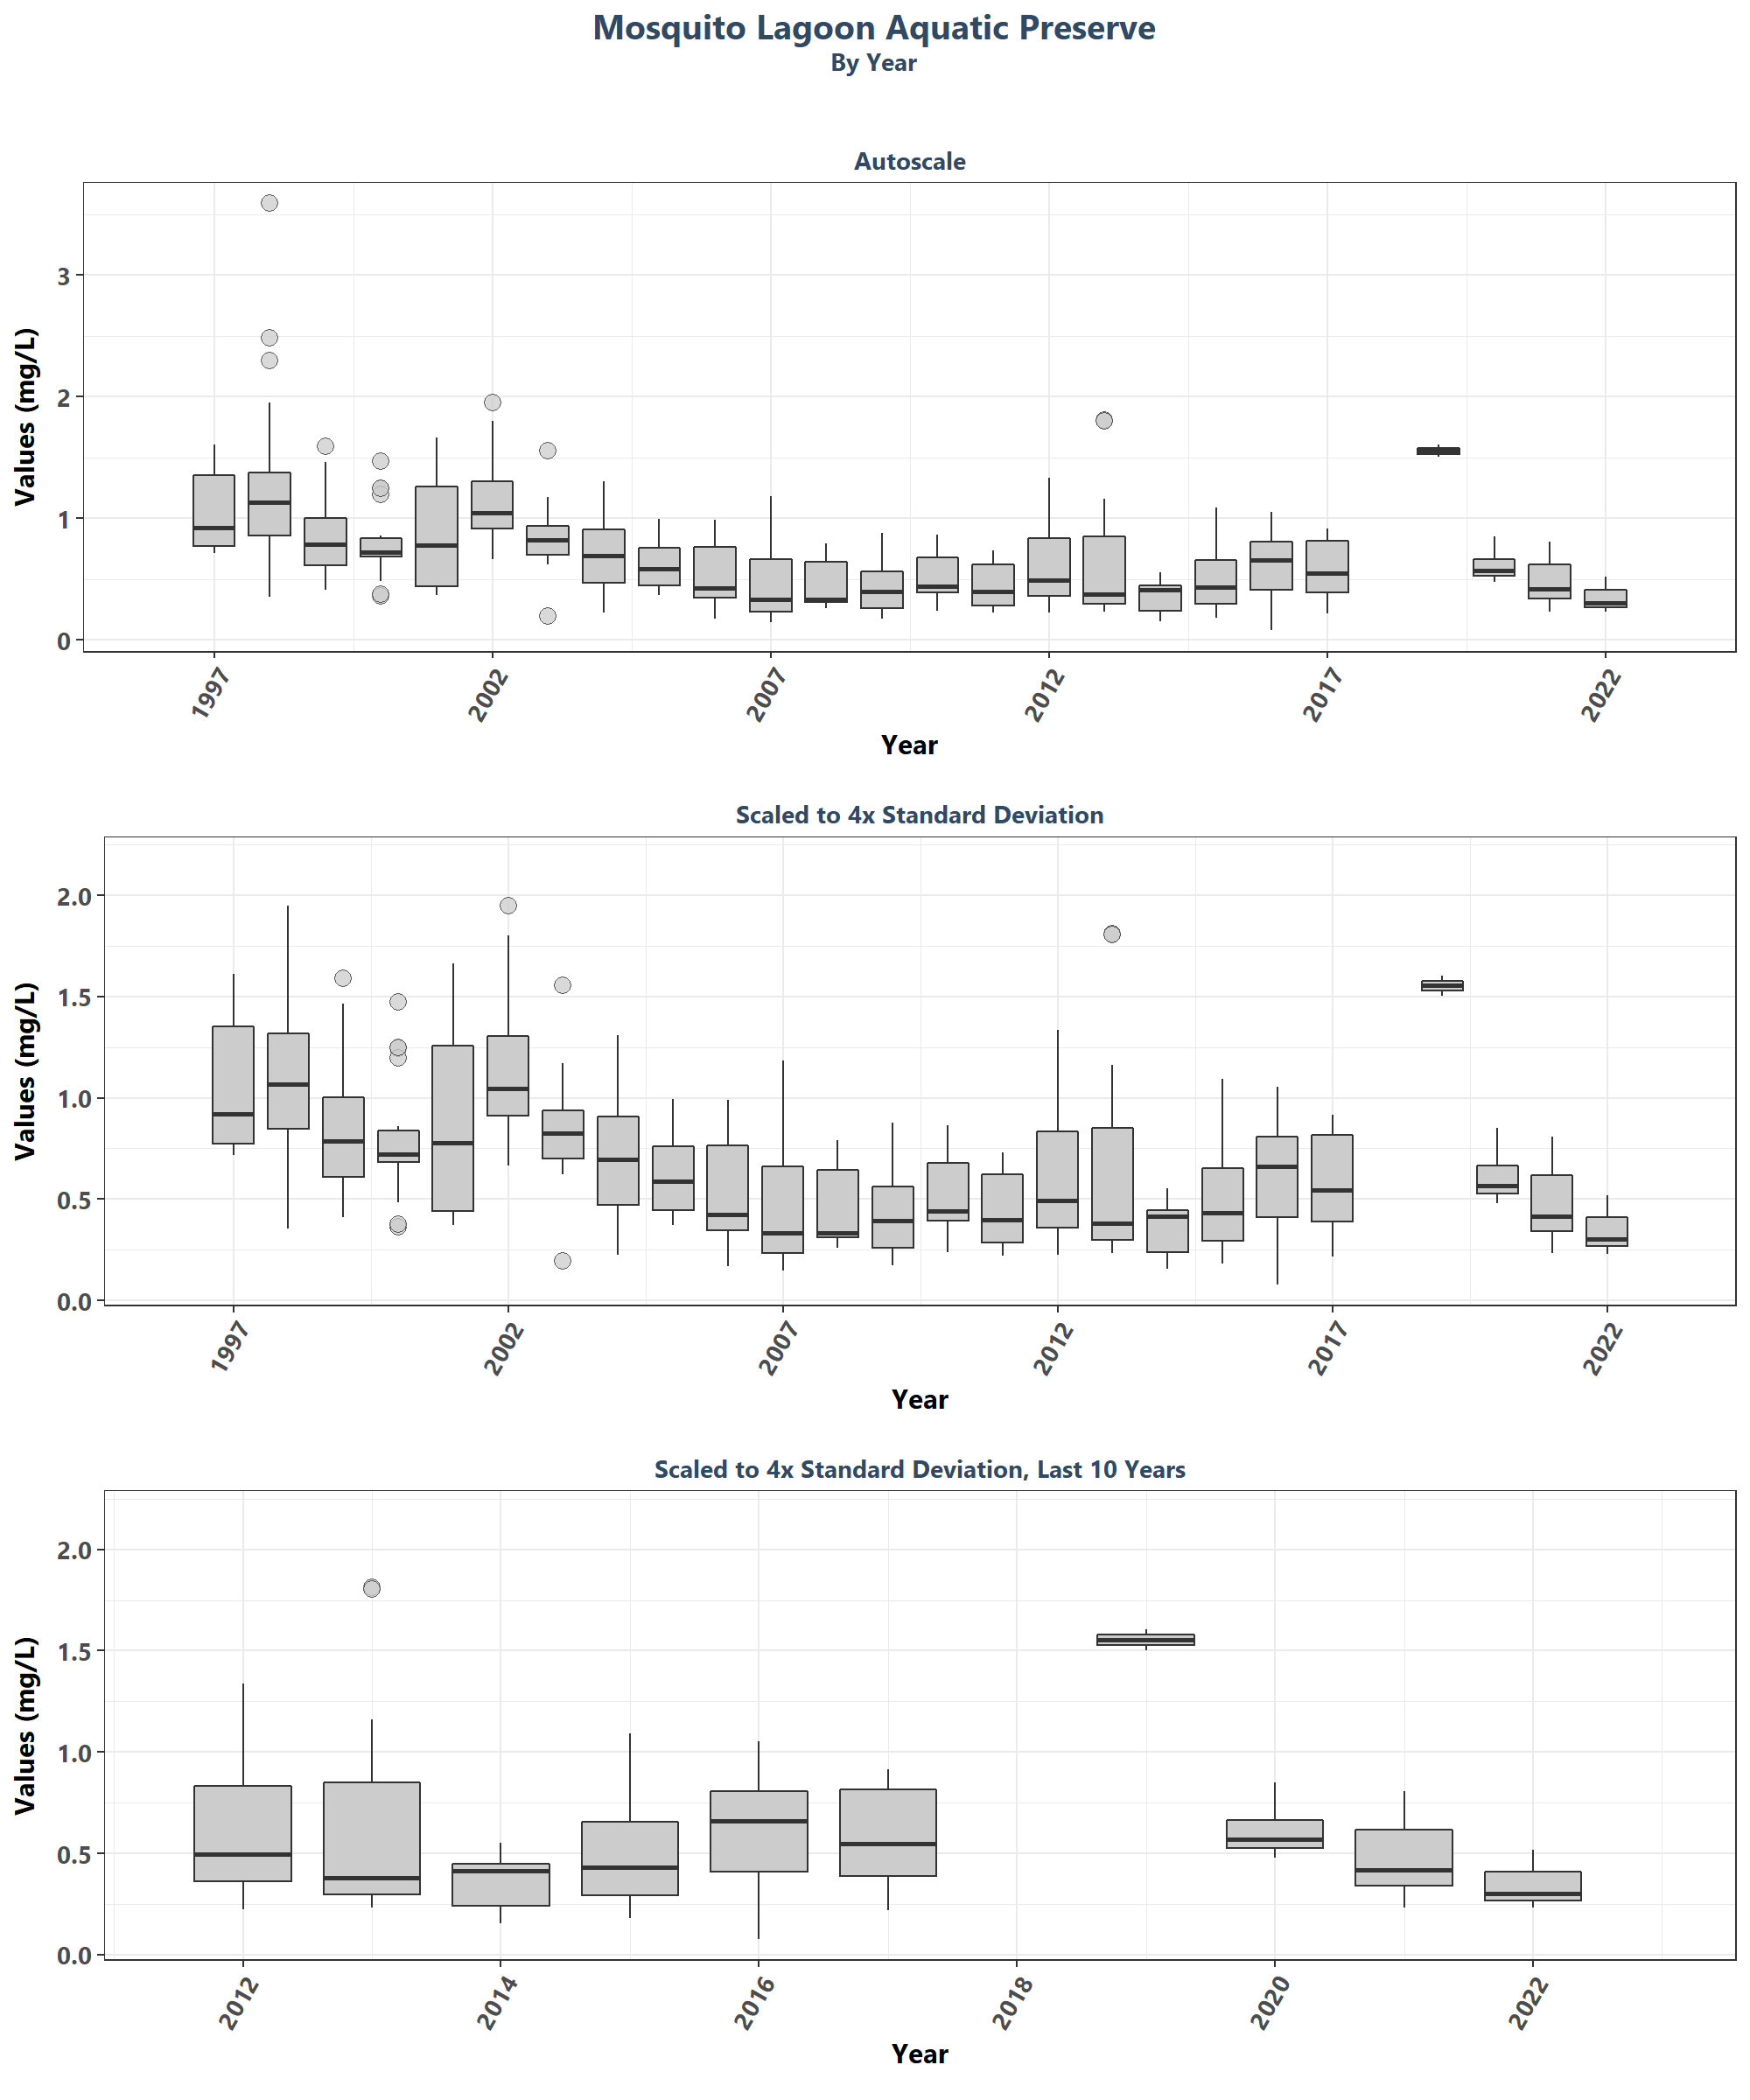 Mosquito Lagoon Aquatic Preserve
By Year
Autoscale
Values (mg/L)
3
2
1
0
1997 2002 2007 2012 2017 2022
Year
Scaled to 4x Standard Deviation
Values (mg/L)
2.0
1.5
1.0
0.5
0.0
1997 2002 2007 2012 2017 2022
Year
Scaled to 4x Standard Deviation, Last 10 Years
Values (mg/L)
2.0
1.5
1.0
0.5
0.0
2012 2014 2016 2018 2020 2022
Year